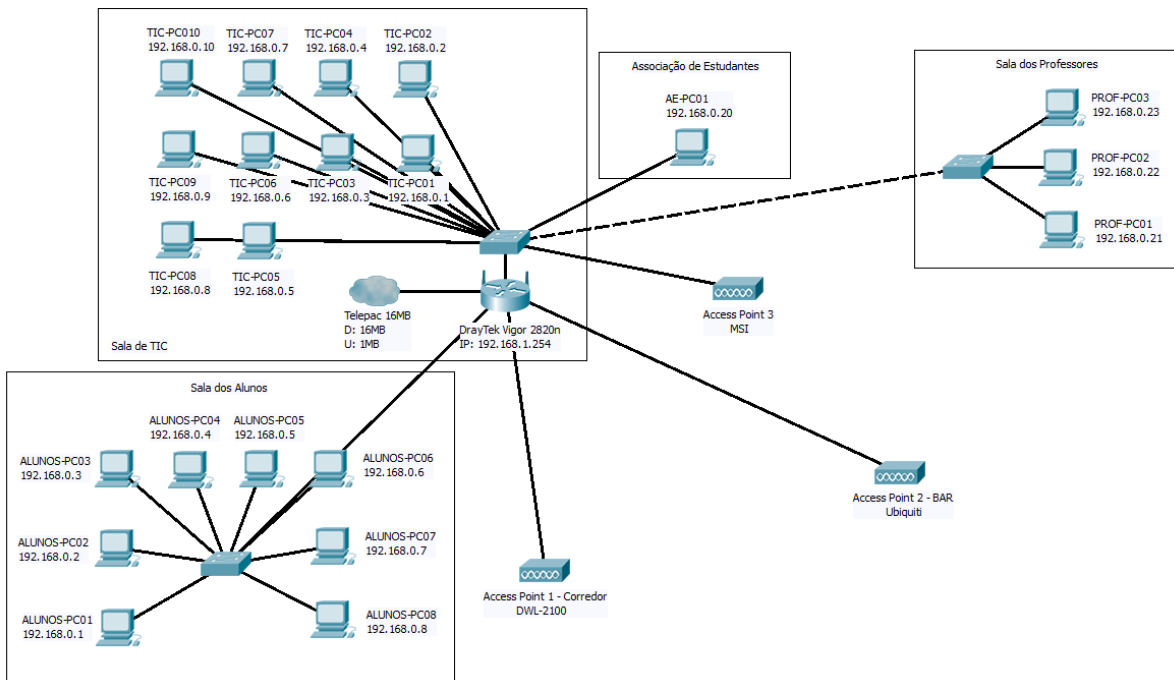 TIC-PC010
192.168.0.10
TIC-PC07
192.168.0.7
TIC-PC04
192.168.0.4
TIC-PC02
192.168.0.2
TIC-PC09
192.168.0.9
TIC-PC06
192.168.0.6
TIC-PC03
192.168.0.3
TIC-PC01
192.168.0.1
TIC-PC08
192.168.0.8
TIC-PC05
192.168.0.5
Telepac 16MB
D: 16MB
U: 1MB
DrayTek Vigor 2820n
IP: 192.168.1.254
Sala de TIC
Associação de Estudantes
AE-PC01
192.168.0.20
Sala dos Professores
PROF-PC03
192.168.0.23
PROF-PC02
192.168.0.22
PROF-PC01
192.168.0.21
Access Point 3
MSI
Sala dos Alunos
ALUNOS-PC04
192.168.0.4
ALUNOS-PC05
192.168.0.5
ALUNOS-PC03
192.168.0.3
ALUNOS-PC06
192.168.0.6
ALUNOS-PC02
192.168.0.2
ALUNOS-PC07
192.168.0.7
ALUNOS-PC01
192.168.0.1
ALUNOS-PC08
192.168.0.8
Access Point 2 - BAR
Ubiquiti
Access Point 1 - Corredor
DWL-2100